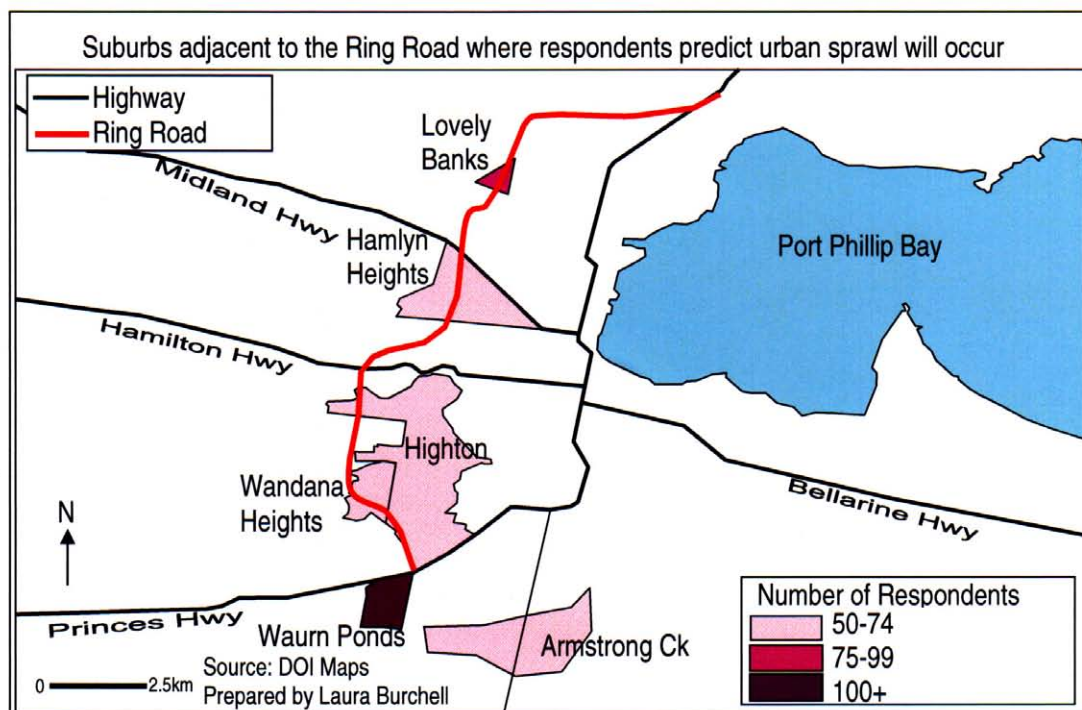 Suburbs adjacent to the Ring Road where respondents predict urban sprawl will occur
Highway
Ring Road
Lovely
Banks
Midland Hwy
Hamlyn
Heights
Port Phillip Bay
Hamilton Hwy
Highton
Wandana
Heights
Bellarine Hwy
N
Princes Hwy
Waurn Ponds
Armstrong Ck
Source: DOI Maps
Prepared by Laura Burchell
0 2.5km
Number of Respondents
50-74
75-99
100+